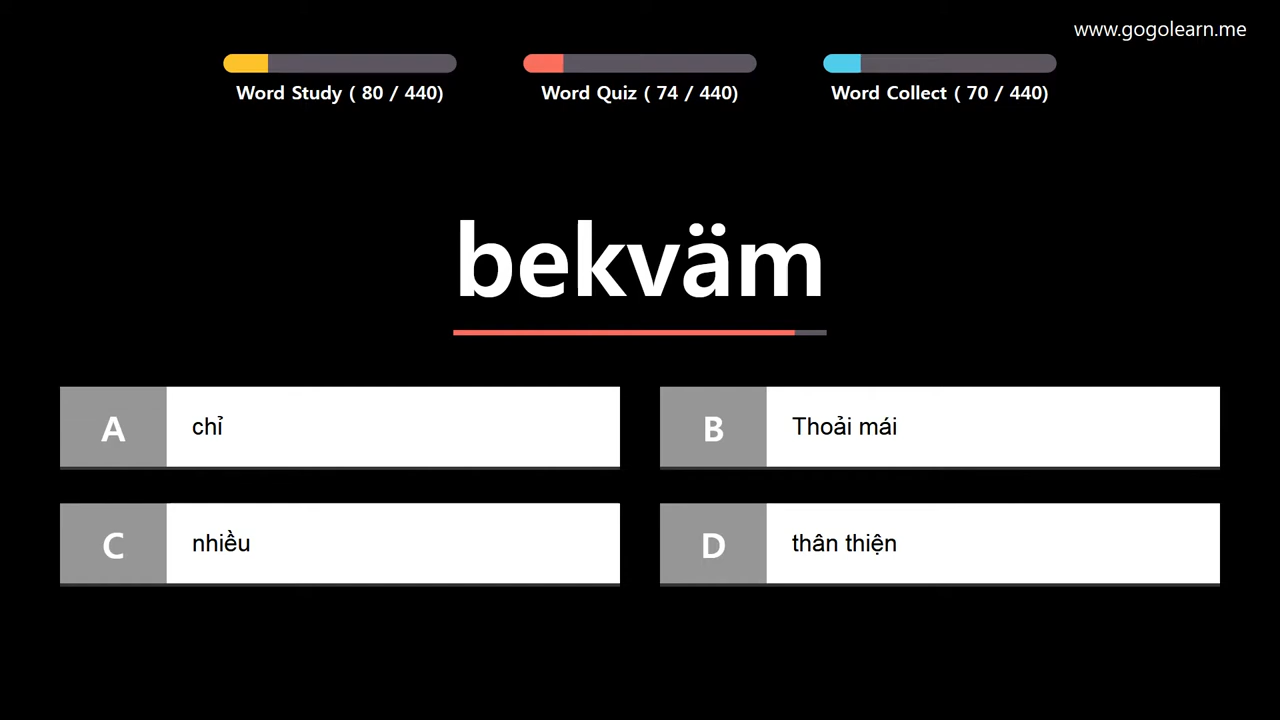 www.gogolearn.me
Word Study ( 80 / 440)
Word Quiz ( 74 / 440)
Word Collect ( 70 / 440)
bekväm
A chỉ
B Thoải mái
C nhiều
D thân thiện